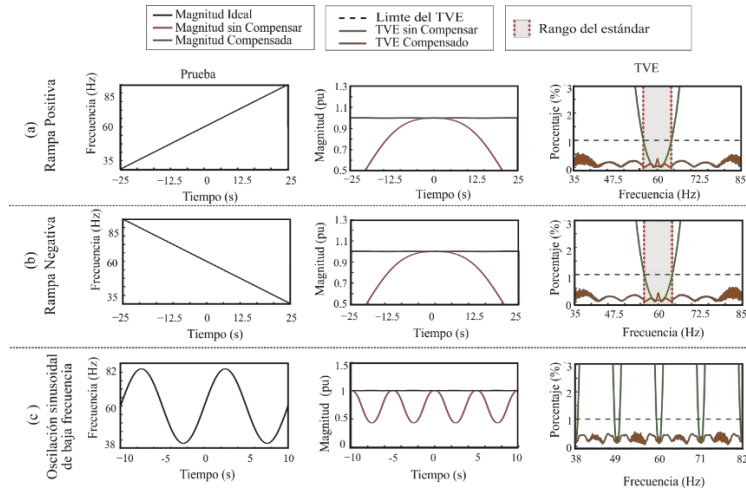 Magnitud Ideal
Magnitud sin Compensar
Magnitud Compensada
Limte del TVE
TVE sin Compensar
TVE Compensado
Rango del estándar
Prueba
TVE
(a)
Rampa Positiva
Frecuencia (Hz)
85
60
35
-25 -12.5 0 12.5 25
Tiempo (s)
Magnitud (pu)
1.3
1.1
0.9
0.7
0.5
-25 -12.5 0 12.5 25
Tiempo (s)
Porcentaje (%)
3
2
1
0
35 47.5 60 72.5 85
Frecuencia (Hz)
(b)
Rampa Negativa
Frecuencia (Hz)
85
60
35
-25 -12.5 0 12.5 25
Tiempo (s)
Magnitud (pu)
1.3
1.1
0.9
0.7
0.5
-25 -12.5 0 12.5 25
Tiempo (s)
Porcentaje (%)
3
2
1
0
35 47.5 60 72.5 85
Frecuencia (Hz)
(c)
Oscilación sinusoidal
de baja frecuencia
Frecuencia (Hz)
82
60
38
-10 -5 0 5 10
Tiempo (s)
Magnitud (pu)
1.5
1
0.5
0
-10 -5 0 5 10
Tiempo (s)
Porcentaje (%)
3
2
1
0
38 49 60 71 82
Frecuencia (Hz)